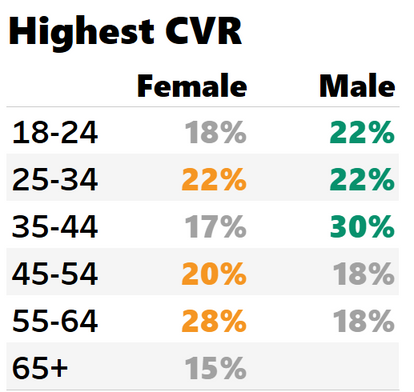 Highest CVR
Female Male
18-24 18% 22%
25-34 22% 22%
35-44 17% 30%
45-54 20% 18%
55-64 28% 18%
65+ 15%